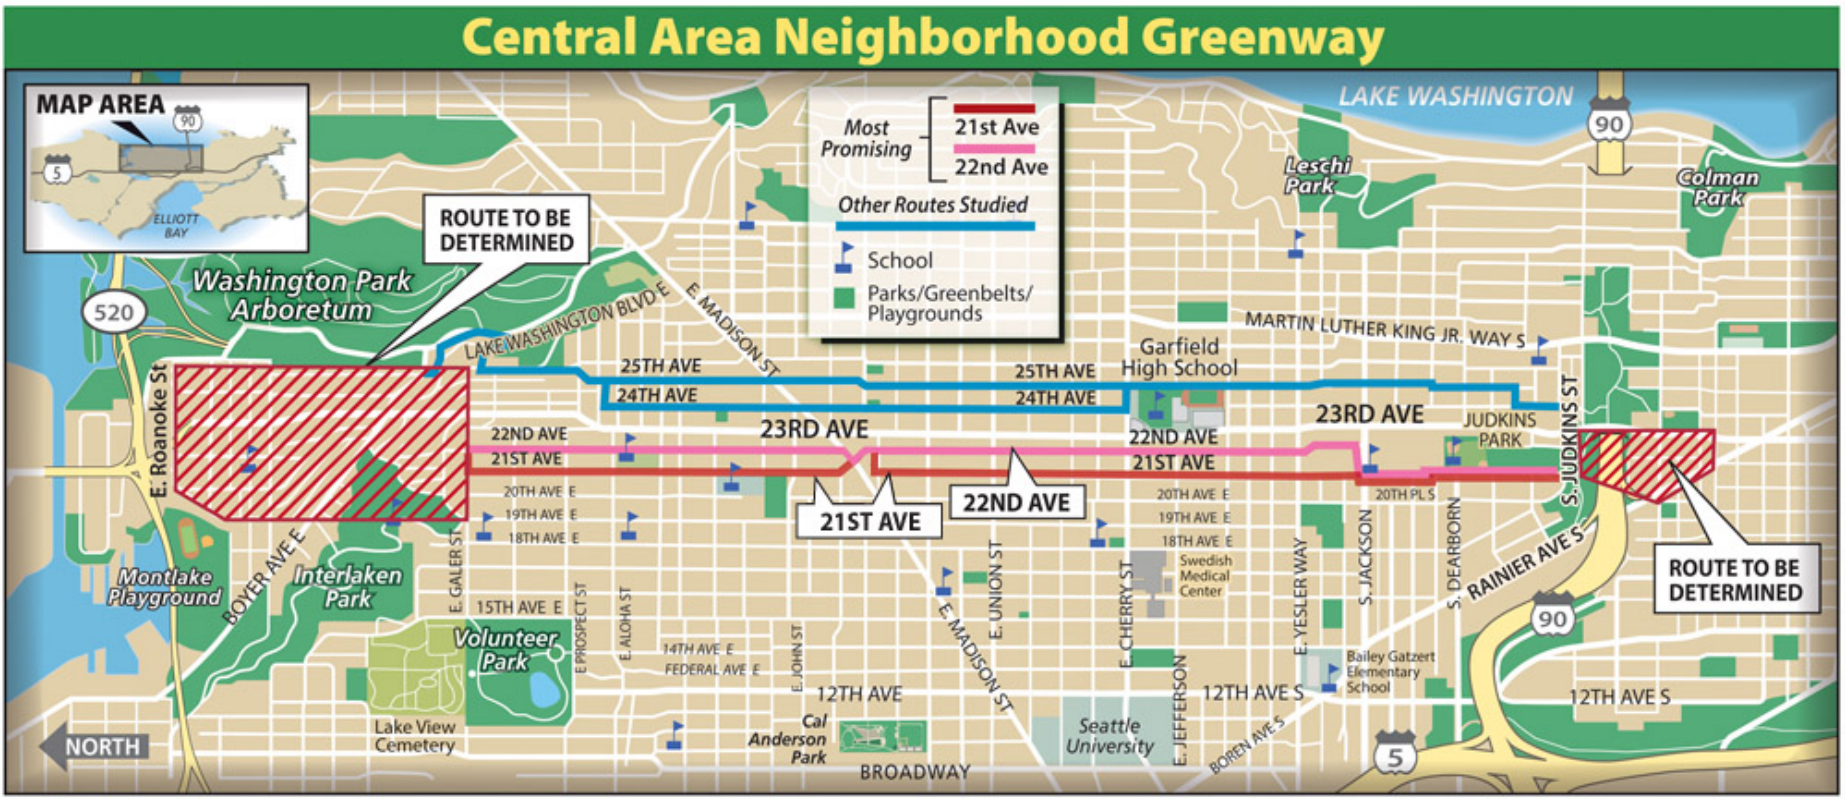 Central Area Neighborhood Greenway
MAP AREA
90
5
ELLIOTT
BAY
ROUTE TO BE
DETERMINED
Most
Promising
21st Ave
22nd Ave
Other Routes Studied
School
Parks/Greenbelts/
Playgrounds
LAKE WASHINGTON
90
Leschi
Park
Colman
Park
Washington Park
Arboretum
520
LAKE WASHINGTON BLVD E
E. MADISON ST
MARTIN LUTHER KING JR. WAY S
Garfield
High School
25TH AVE
25TH AVE
24TH AVE
24TH AVE
E. Roanoke St
23RD AVE
23RD AVE
JUDKINS
PARK
S. JUDKINS ST
22ND AVE
22ND AVE
21ST AVE
21ST AVE
20TH AVE E
19TH AVE E
18TH AVE E
21ST AVE
22ND AVE
20TH AVE E
19TH AVE E
18TH AVE E
20TH PL S
Swedish
Medical
Center
Montlake
Playground
BOYER AVE E
Interlaken
Park
E. GALER ST
15TH AVE E
E PROSPECT ST
E. ALOHA ST
E. UNION ST
E. CHERRY ST
E. YESLER WAY
S. JACKSON
S. DEARBORN
RAINIER AVE S
ROUTE TO BE
DETERMINED
90
Volunteer
Park
14TH AVE E
FEDERAL AVE E
E. JOHN ST
E. MADISON ST
12TH AVE
12TH AVE S
Bailey Gatzert
Elementary
School
12TH AVE S
Lake View
Cemetery
Cal
Anderson
Park
Seattle
University
E. JEFFERSON
BOREN AVE S
5
NORTH
BROADWAY